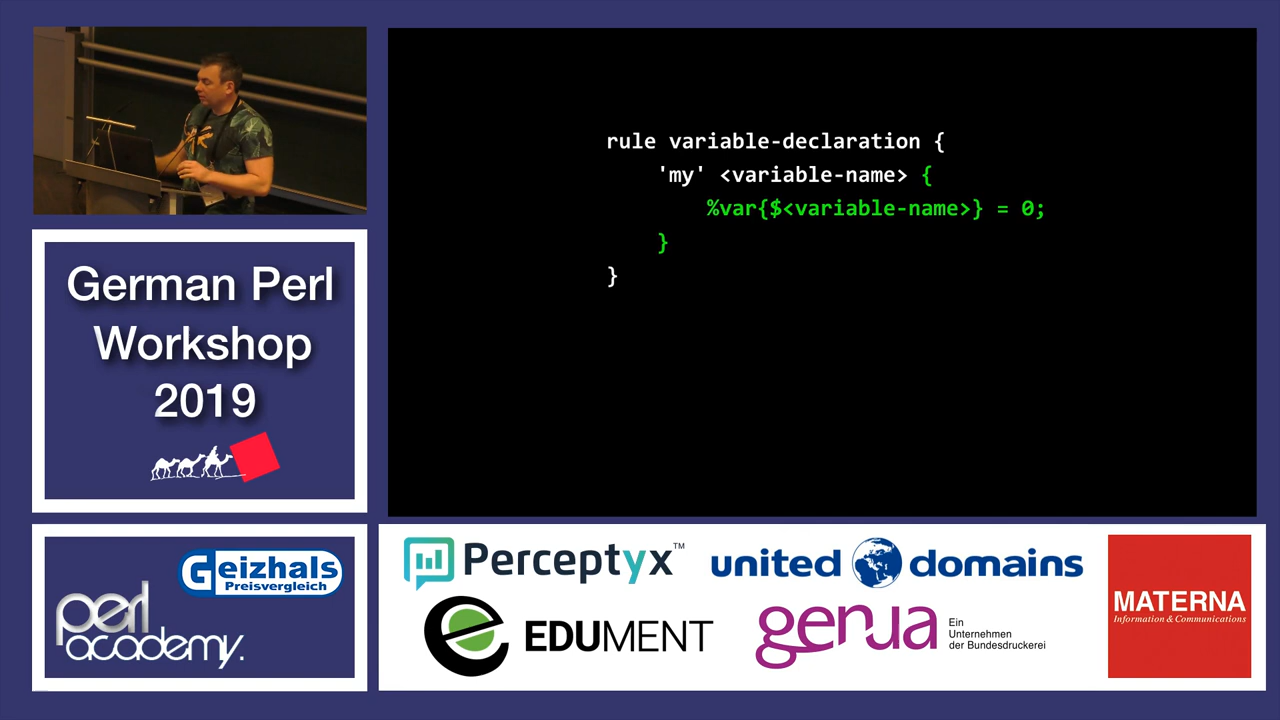 rule variable-declaration {
'my' <variable-name> {
%var{$<variable-name>} = 0;
}
}
German Perl
Workshop
2019
Geizhals
Preisvergleich
perl
academy.
Perceptyx™
united domains
EDUMENT
genua
Ein
Unternehmen
der Bundesdruckerei
MATERNA
Information & Communications